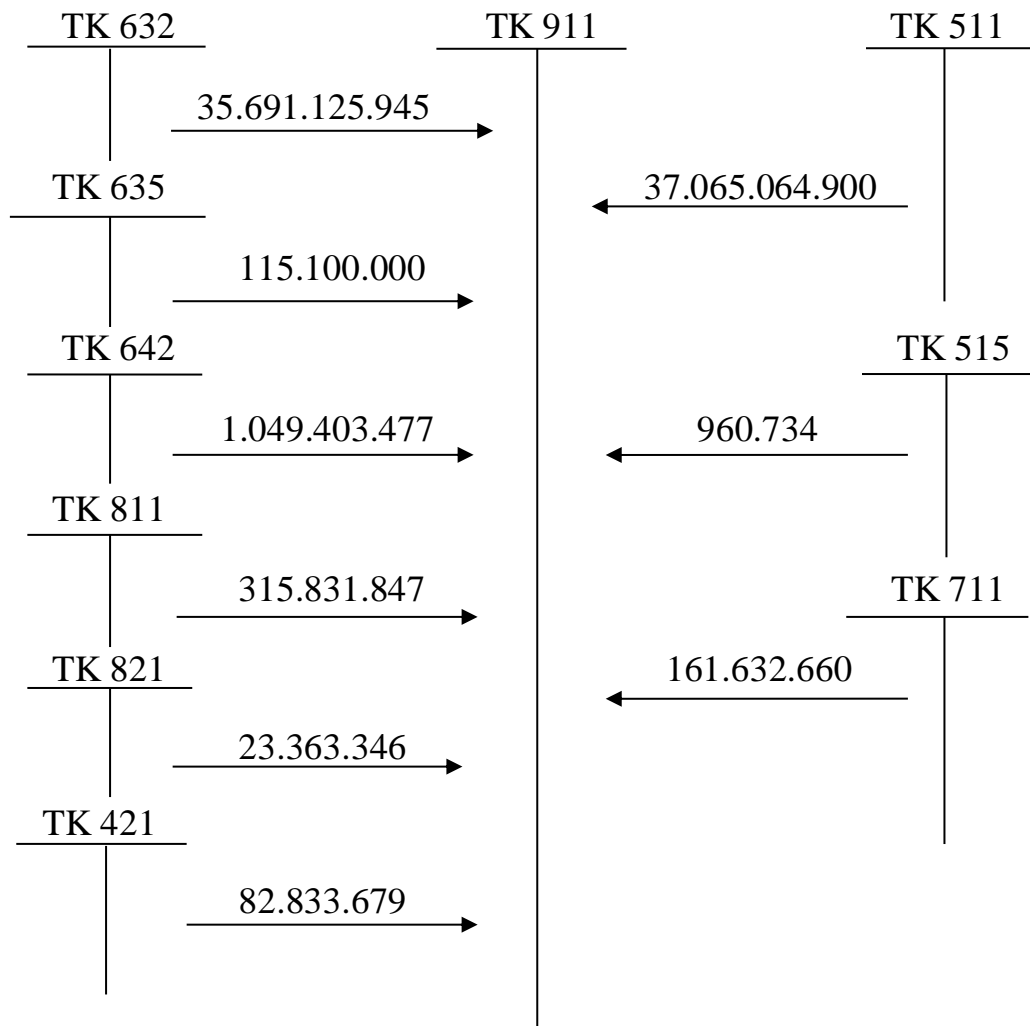 TK 632
TK 911
TK 511
35.691.125.945
TK 635
37.065.064.900
115.100.000
TK 642
TK 515
1.049.403.477
960.734
TK 811
315.831.847
TK 711
TK 821
161.632.660
23.363.346
TK 421
82.833.679